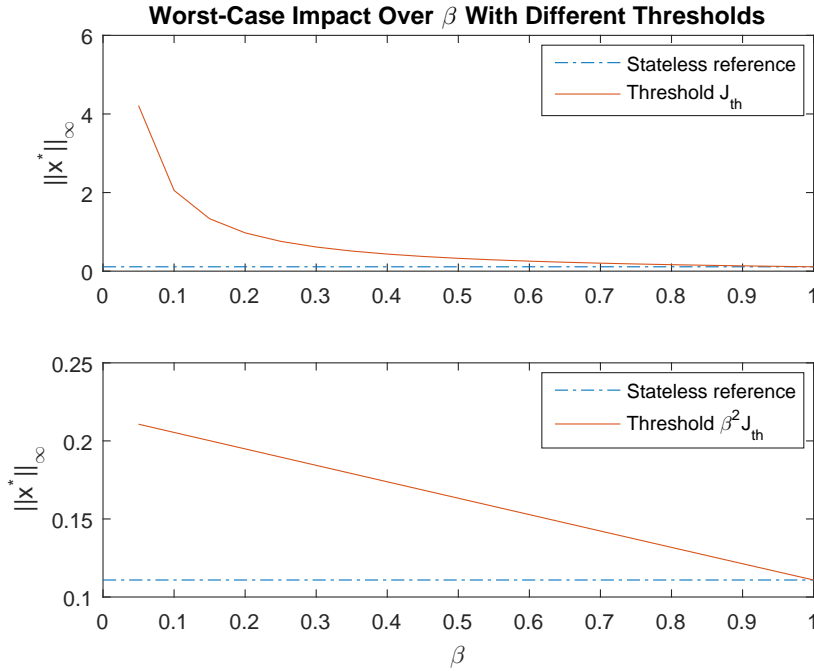 Worst-Case Impact Over β With Different Thresholds
6
4
2
0
||x*||∞
Stateless reference
Threshold J_th
0 0.1 0.2 0.3 0.4 0.5 0.6 0.7 0.8 0.9 1
0.25
0.2
0.15
0.1
||x*||∞
Stateless reference
Threshold β²J_th
0 0.1 0.2 0.3 0.4 0.5 0.6 0.7 0.8 0.9 1
β